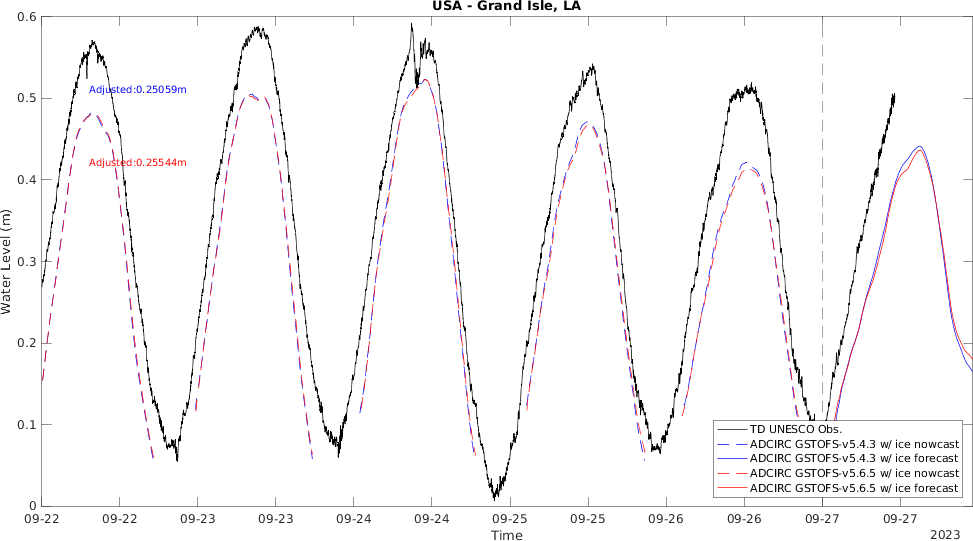 USA - Grand Isle, LA
0.6
0.5
0.4
0.3
0.2
0.1
0
Water Level (m)
Adjusted:0.25059m
Adjusted:0.25544m
TD UNESCO Obs.
ADCIRC GSTOFS-v5.4.3 w/ ice nowcast
ADCIRC GSTOFS-v5.4.3 w/ ice forecast
ADCIRC GSTOFS-v5.6.5 w/ ice nowcast
ADCIRC GSTOFS-v5.6.5 w/ ice forecast
09-22 09-22 09-23 09-23 09-24 09-24 09-25 09-25 09-26 09-26 09-27 09-27
Time
2023